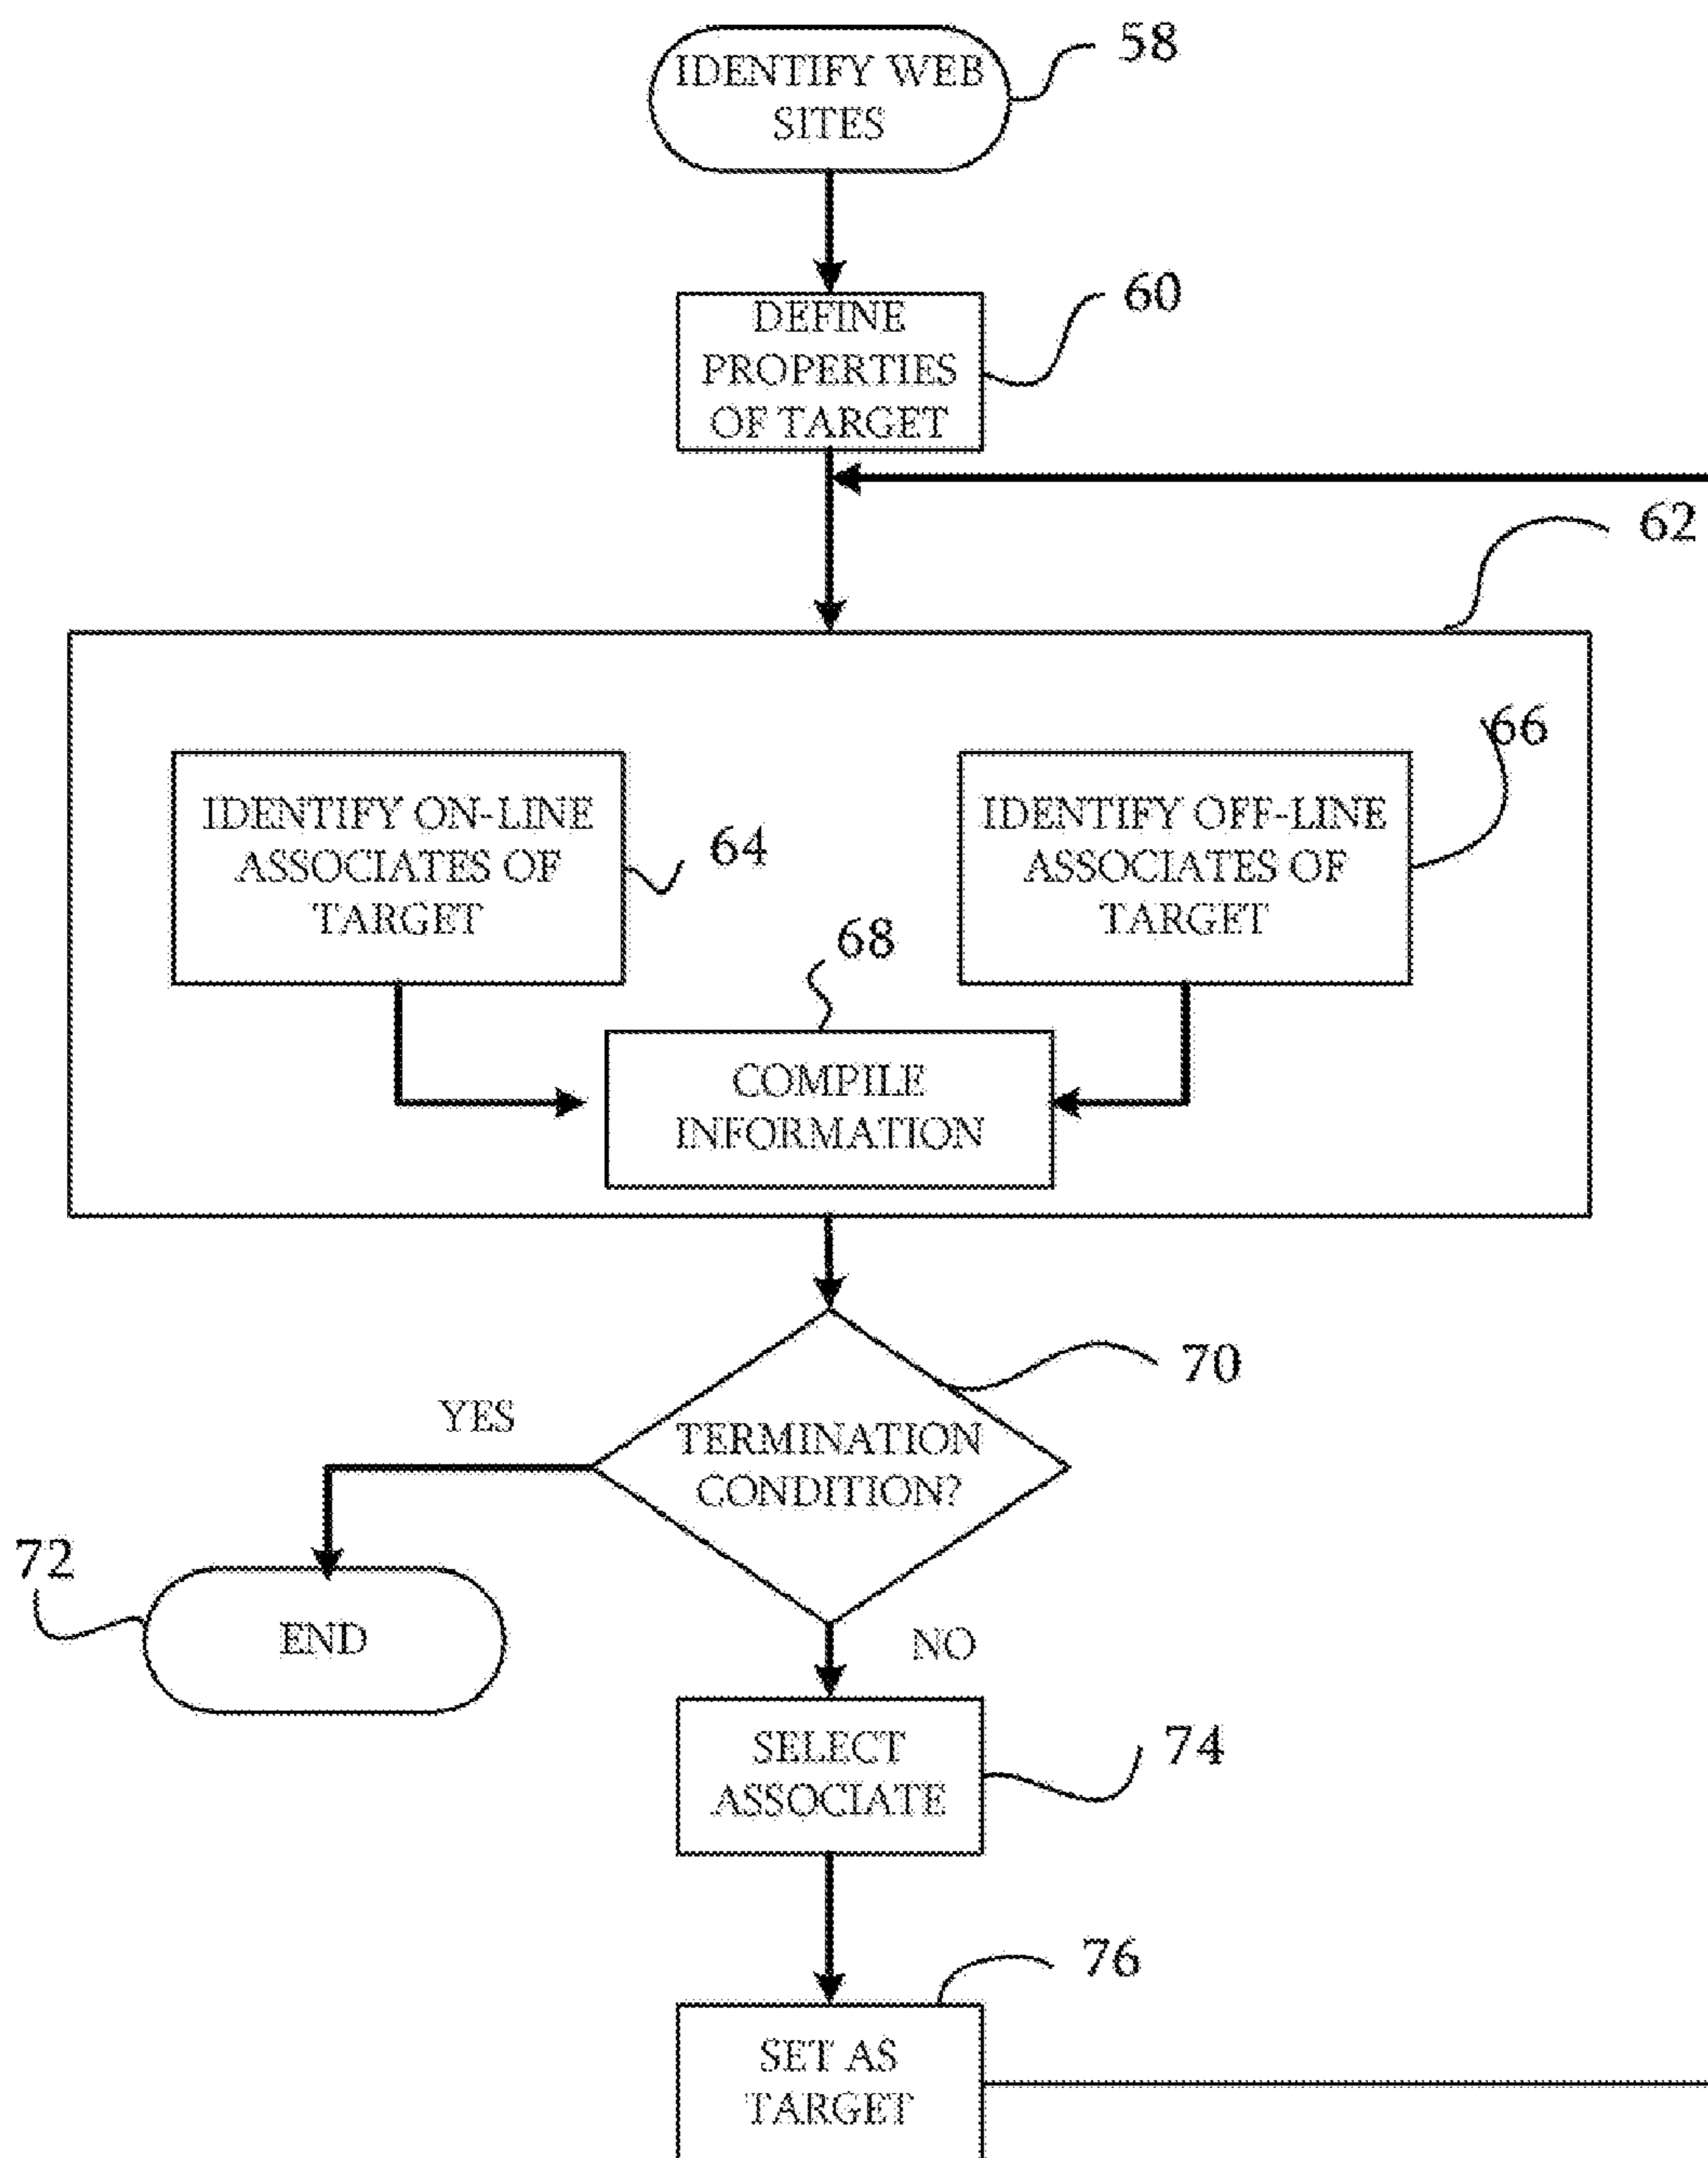 IDENTIFY WEB
SITES
58
DEFINE
PROPERTIES
OF TARGET
60
62
IDENTIFY ON-LINE
ASSOCIATES OF
TARGET
64
IDENTIFY OFF-LINE
ASSOCIATES OF
TARGET
66
68
COMPILE
INFORMATION
TERMINATION
CONDITION?
70
YES
72
END
NO
SELECT
ASSOCIATE
74
76
SET AS
TARGET